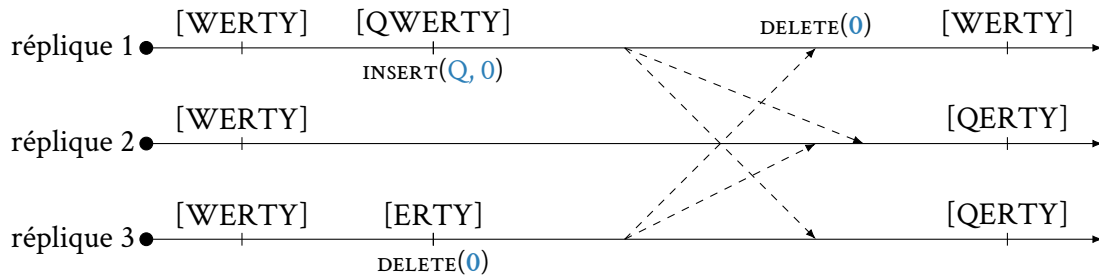 [WERTY] [QWERTY] DELETE(0) [WERTY]
réplique 1
INSERT(Q, 0)
[WERTY] [QERTY]
réplique 2
[WERTY] [ERTY] [QERTY]
réplique 3
DELETE(0)